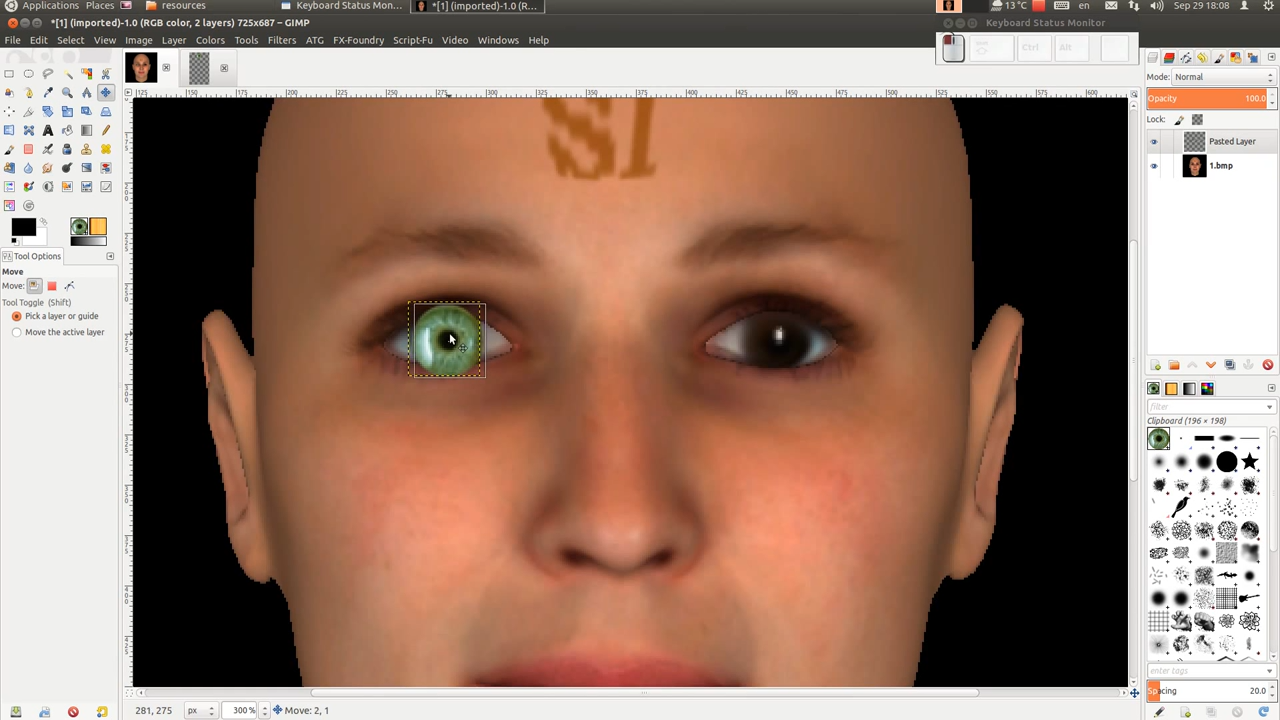 Applications Places resources Keyboard Status Monit... *[1] (imported)-1.0 (R... 13 °C en Sep 29 18:08
*[1] (imported)-1.0 (RGB color, 2 layers) 725x687 – GIMP
Keyboard Status Monitor
File Edit Select View Image Layer Colors Tools Filters ATG FX-Foundry Script-Fu Video Windows Help
Ctrl Alt
Mode: Normal
Opacity 100.0
Lock:
Pasted Layer
1.bmp
SI
Tool Options
Move
Move:
Tool Toggle (Shift)
Pick a layer or guide
Move the active layer
filter
Clipboard (196 × 198)
enter tags
Spacing 20.0
281, 275 px 300% Move: 2, 1